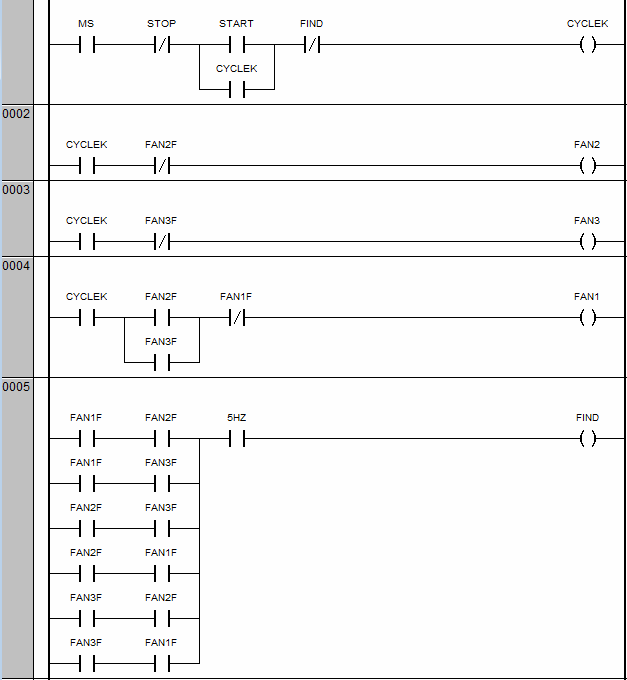 MS STOP START FIND CYCLEK
CYCLEK
0002
CYCLEK FAN2F FAN2
0003
CYCLEK FAN3F FAN3
0004
CYCLEK FAN2F FAN1F FAN1
FAN3F
0005
FAN1F FAN2F 5HZ FIND
FAN1F FAN3F
FAN2F FAN3F
FAN2F FAN1F
FAN3F FAN2F
FAN3F FAN1F